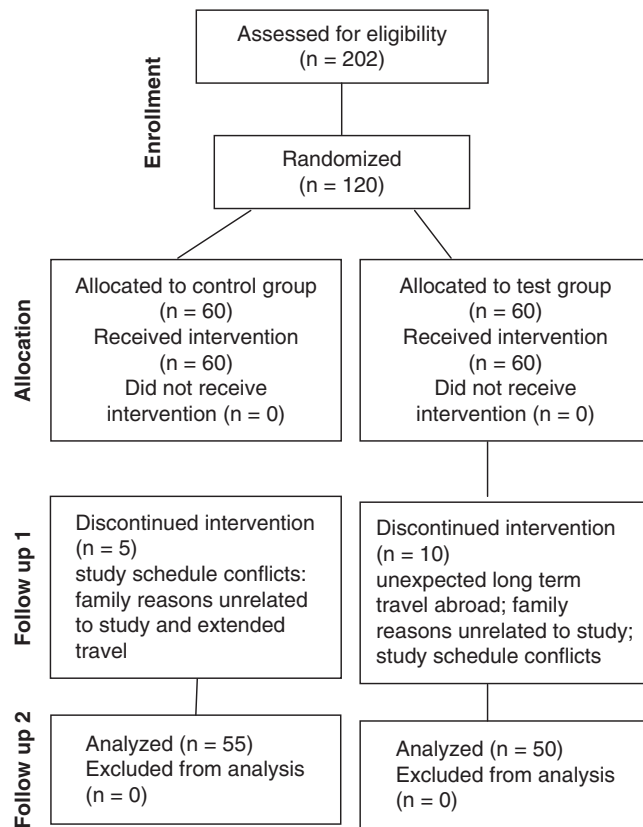 Enrollment
Assessed for eligibility
(n = 202)
Randomized
(n = 120)
Allocation
Allocated to control group
(n = 60)
Received intervention
(n = 60)
Did not receive
intervention (n = 0)
Allocated to test group
(n = 60)
Received intervention
(n = 60)
Did not receive
intervention (n = 0)
Follow up 1
Discontinued intervention
(n = 5)
study schedule conflicts:
family reasons unrelated
to study and extended
travel
Discontinued intervention
(n = 10)
unexpected long term
travel abroad; family
reasons unrelated to study;
study schedule conflicts
Follow up 2
Analyzed (n = 55)
Excluded from analysis
(n = 0)
Analyzed (n = 50)
Excluded from analysis
(n = 0)